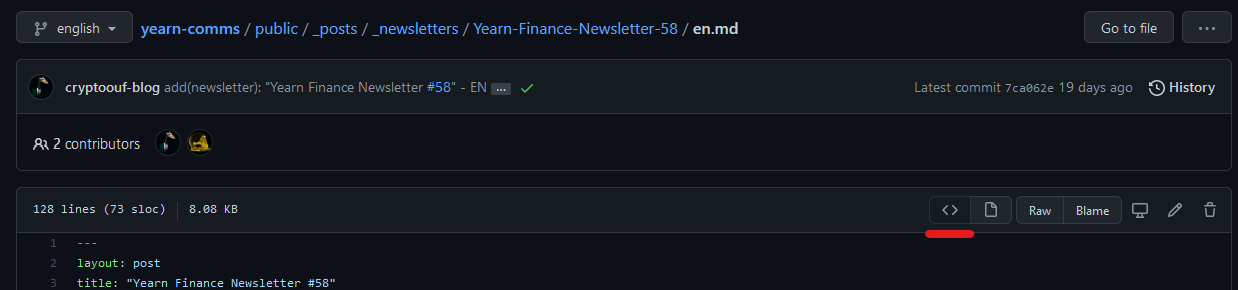 english yearn-comms / public / _posts / _newsletters / Yearn-Finance-Newsletter-58 / en.md Go to file ...
cryptoouf-blog add(newsletter): "Yearn Finance Newsletter #58" - EN ... Latest commit 7ca062e 19 days ago History
2 contributors
128 lines (73 sloc) 8.08 KB <> Raw Blame
1 ---
2 layout: post
3 title: "Yearn Finance Newsletter #58"